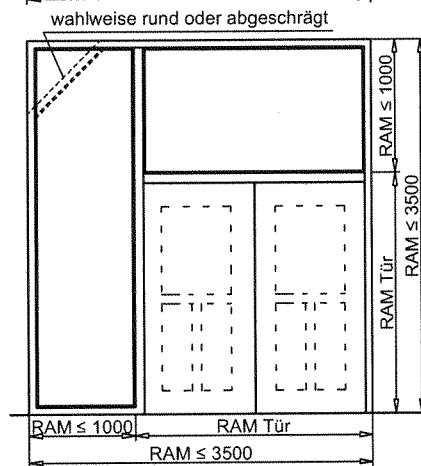 wahlweise rund oder abgeschrägt
RAM ≤ 1000
RAM Tür
RAM ≤ 3500
RAM ≤ 1000
RAM Tür
RAM ≤ 3500